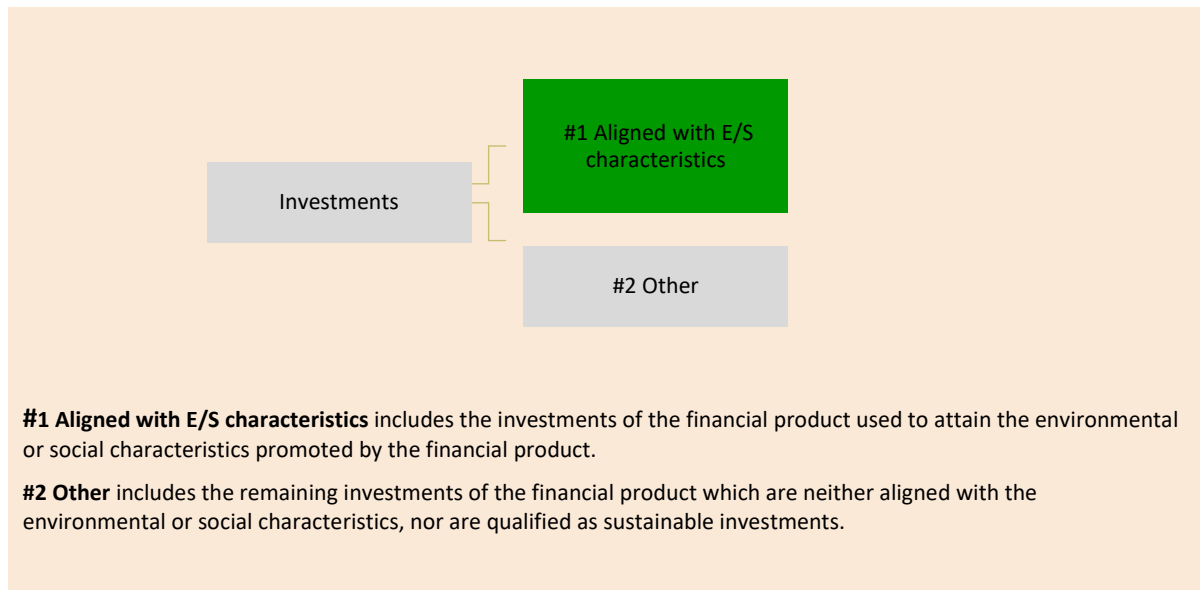 #1 Aligned with E/S
characteristics
Investments
#2 Other
#1 Aligned with E/S characteristics includes the investments of the financial product used to attain the environmental
or social characteristics promoted by the financial product.
#2 Other includes the remaining investments of the financial product which are neither aligned with the
environmental or social characteristics, nor are qualified as sustainable investments.